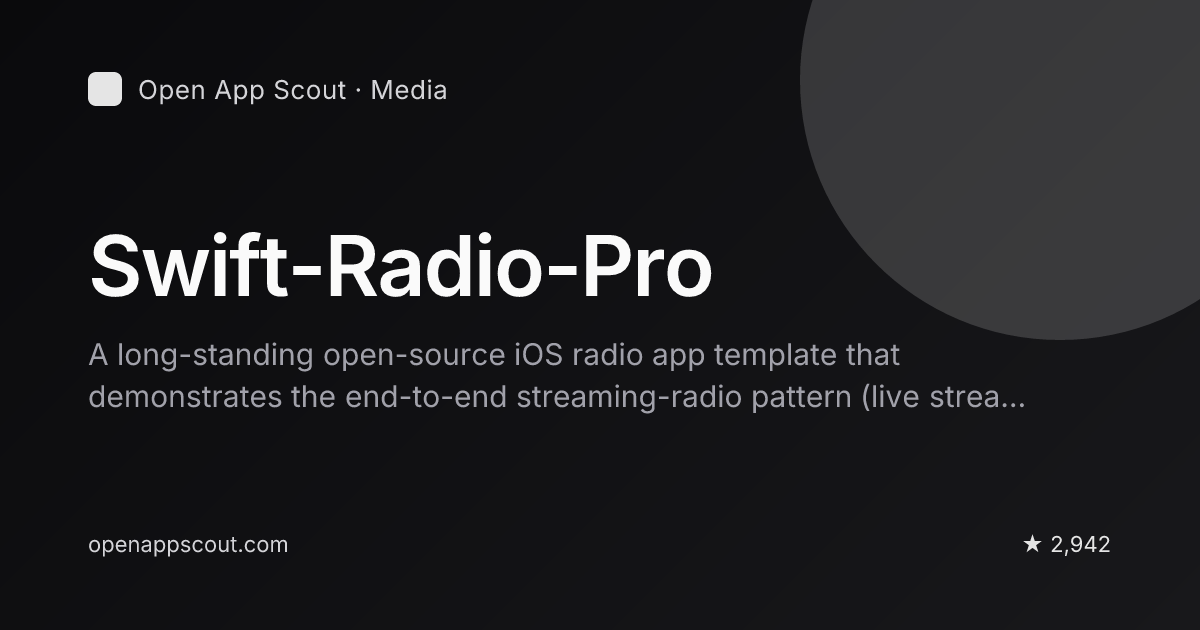 Open App Scout · Media
Swift-Radio-Pro
A long-standing open-source iOS radio app template that
demonstrates the end-to-end streaming-radio pattern (live strea...
openappscout.com
★ 2,942